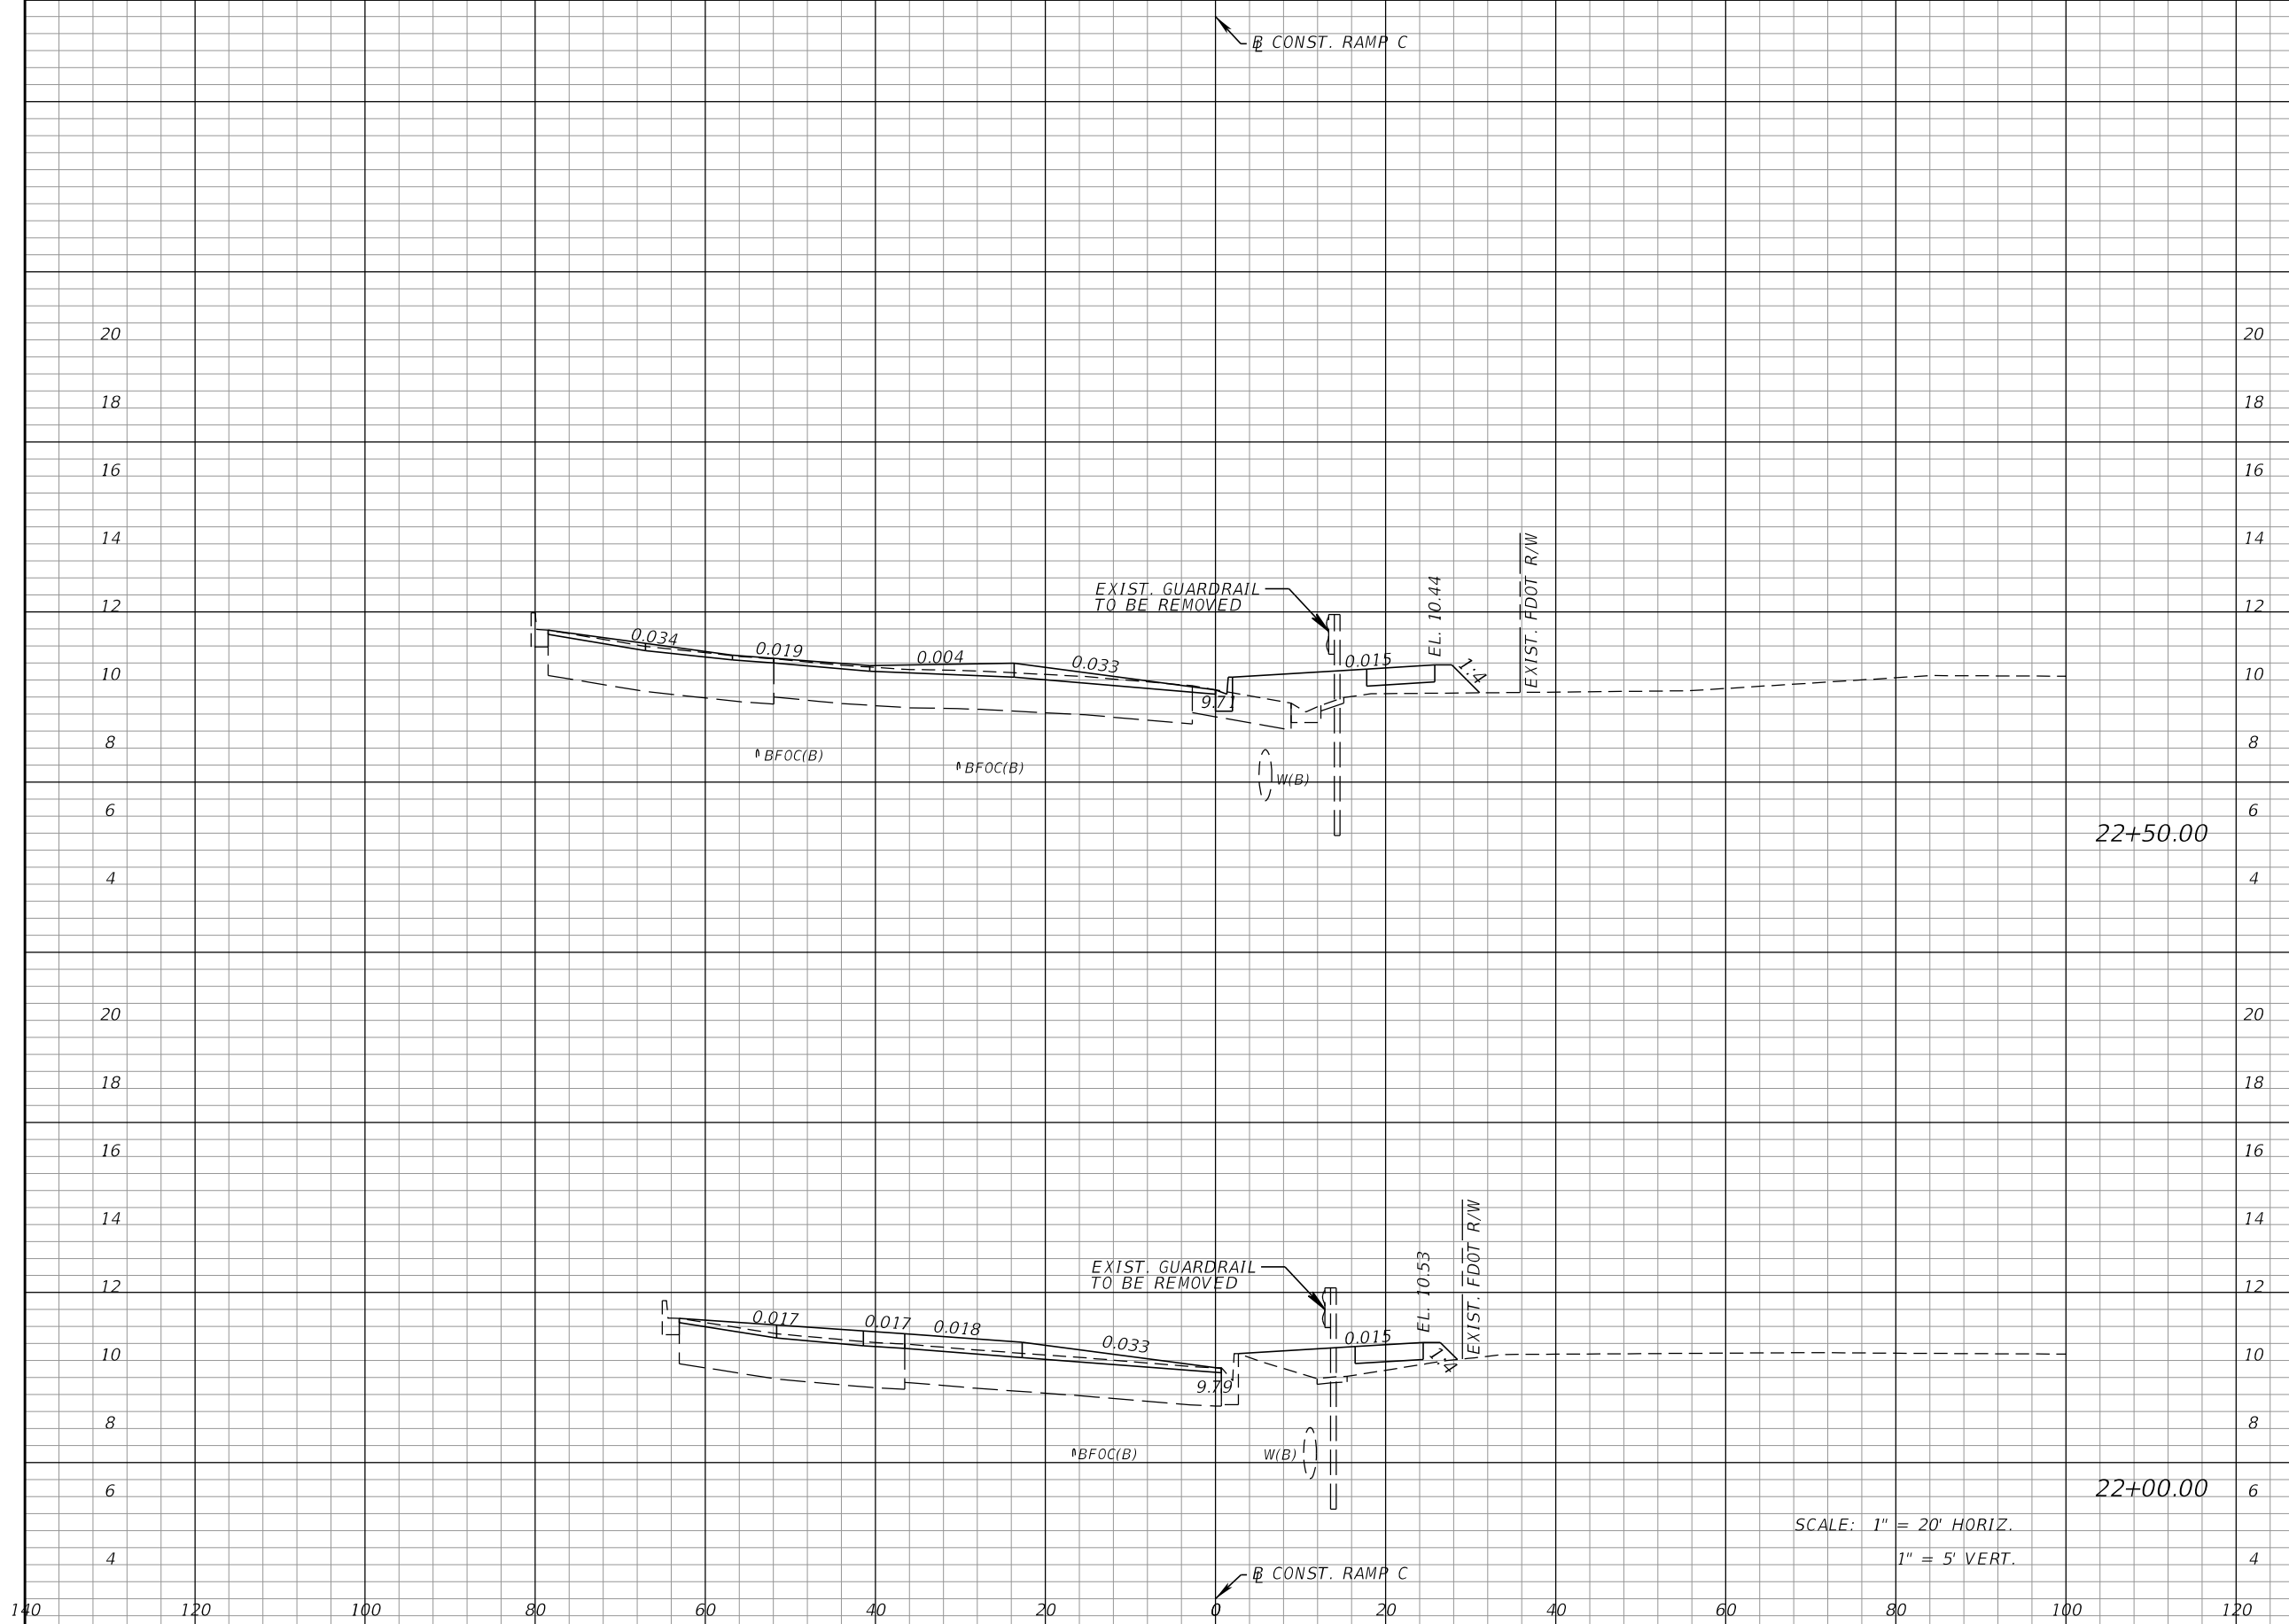 ℄ CONST. RAMP C
20 20
18 18
16 16
14 14
EXIST. FDOT R/W
EL. 10.44
EXIST. GUARDRAIL
TO BE REMOVED
12 12
0.034 0.019 0.004 0.033 0.015 1:4
10 10
9.77
8 8
BFOC(B) BFOC(B) W(B)
6 6
22+50.00
4 4
20 20
18 18
16 16
14 14
EXIST. FDOT R/W
EL. 10.53
EXIST. GUARDRAIL
TO BE REMOVED
12 12
0.017 0.017 0.018 0.033 0.015 1:4
10 10
9.79
8 8
BFOC(B) W(B)
6 6
22+00.00
SCALE: 1" = 20' HORIZ.
1" = 5' VERT.
4 4
℄ CONST. RAMP C
140 120 100 80 60 40 20 0 20 40 60 80 100 120